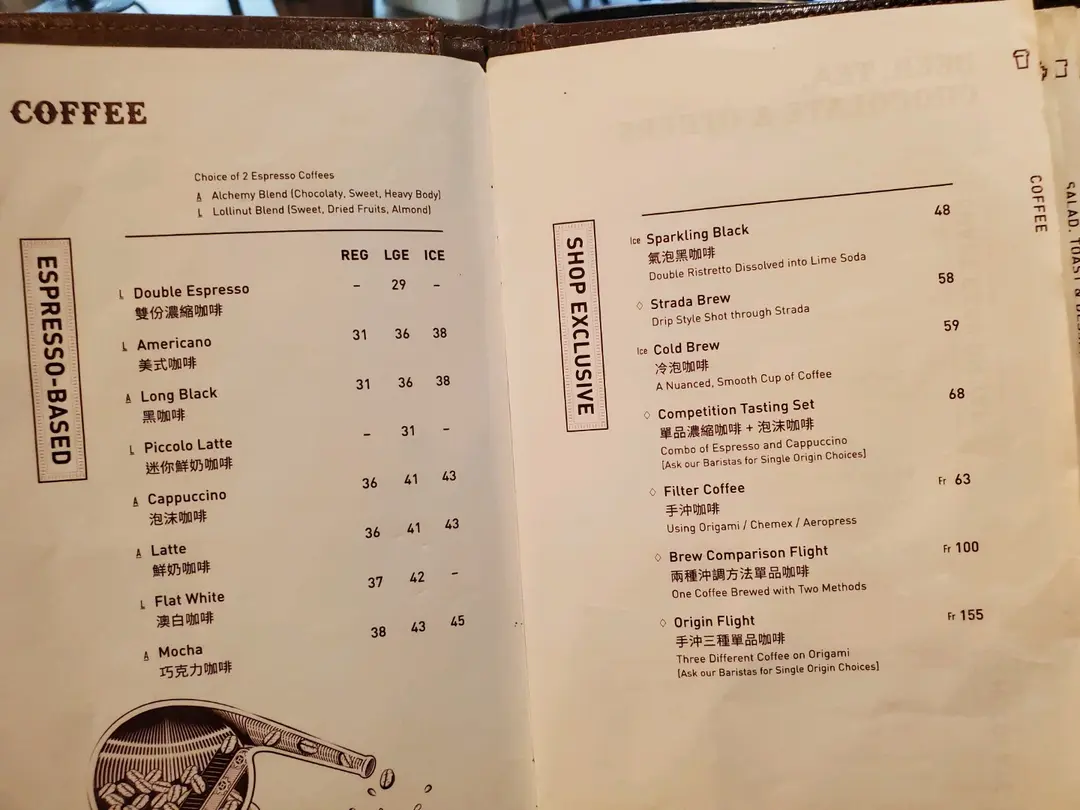 COFFEE
Choice of 2 Espresso Coffees
A Alchemy Blend (Chocolaty, Sweet, Heavy Body)
L Lollinut Blend (Sweet, Dried Fruits, Almond)
ESPRESSO-BASED
REG LGE ICE
L Double Espresso – 29 –
雙份濃縮咖啡
L Americano 31 36 38
美式咖啡
A Long Black 31 36 38
黑咖啡
L Piccolo Latte – 31 –
迷你鮮奶咖啡
A Cappuccino 36 41 43
泡沫咖啡
A Latte 36 41 43
鮮奶咖啡
L Flat White 37 42 –
澳白咖啡
A Mocha 38 43 45
巧克力咖啡
SHOP EXCLUSIVE
Ice Sparkling Black 48
氣泡黑咖啡
Double Ristretto Dissolved into Lime Soda
◇ Strada Brew 58
Drip Style Shot through Strada
Ice Cold Brew 59
冷泡咖啡
A Nuanced, Smooth Cup of Coffee
◇ Competition Tasting Set 68
單品濃縮咖啡 + 泡沫咖啡
Combo of Espresso and Cappuccino
[Ask our Baristas for Single Origin Choices]
◇ Filter Coffee Fr 63
手沖咖啡
Using Origami / Chemex / Aeropress
◇ Brew Comparison Flight Fr 100
兩種沖調方法單品咖啡
One Coffee Brewed with Two Methods
◇ Origin Flight Fr 155
手沖三種單品咖啡
Three Different Coffee on Origami
[Ask our Baristas for Single Origin Choices]
COFFEE
SALAD, TOAST &